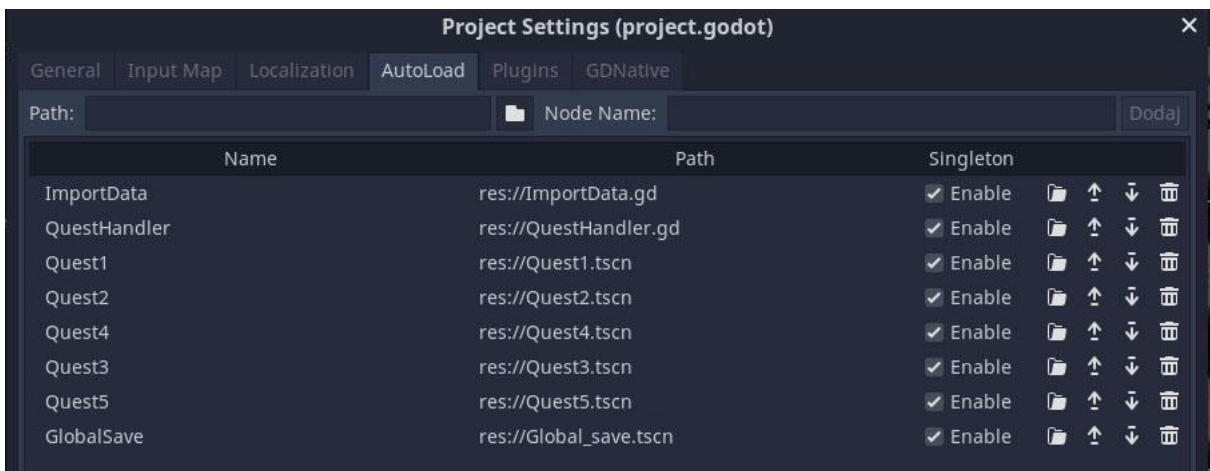 Project Settings (project.godot)
General Input Map Localization AutoLoad Plugins GDNative
Path: Node Name: Dodaj
Name Path Singleton
ImportData res://ImportData.gd Enable
QuestHandler res://QuestHandler.gd Enable
Quest1 res://Quest1.tscn Enable
Quest2 res://Quest2.tscn Enable
Quest4 res://Quest4.tscn Enable
Quest3 res://Quest3.tscn Enable
Quest5 res://Quest5.tscn Enable
GlobalSave res://Global_save.tscn Enable